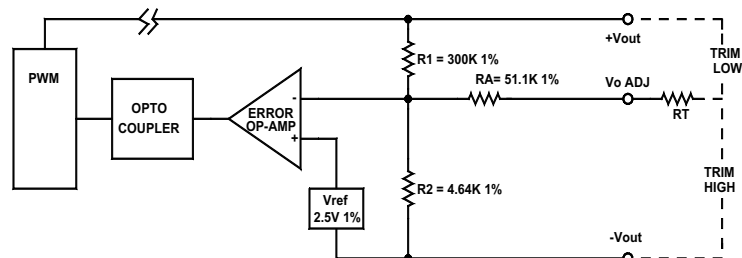 +Vout
PWM
R1 = 300K 1%
TRIM
LOW
RA= 51.1K 1%
Vo ADJ
OPTO
COUPLER
ERROR
OP-AMP
-
+
RT
TRIM
HIGH
R2 = 4.64K 1%
Vref
2.5V 1%
-Vout